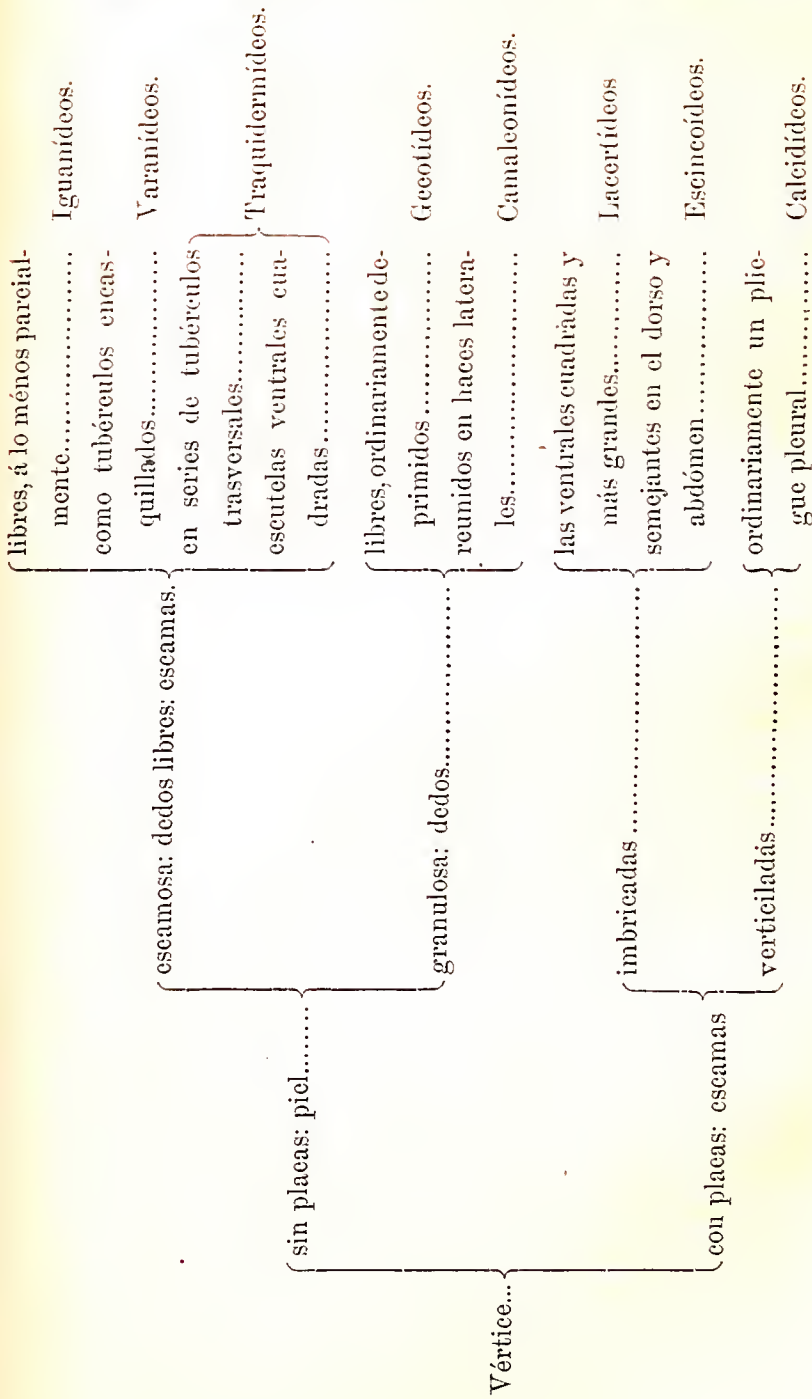 Vértice...
sin placas: piel........
escamosa: dedos libres: escamas.
libres, á lo ménos parcial-
mente........................ Iguanídeos.
como tubérculos encas-
quillados.................... Varanídeos.
en series de tubérculos
trasversales.................
escutelas ventrales cua-
dradas.......................
Traquidermídeos.
granulosa: dedos........................
libres, ordinariamente de-
primidos .................... Gecotídeos.
reunidos en haces latera-
les.......................... Camaleonídeos.
con placas: escamas
imbricadas ........................
las ventrales cuadradas y
más grandes.................. Lacertídeos
semejantes en el dorso y
abdómen...................... Escincoídeos.
verticiladas........................
ordinariamente un plie-
gue pleural.................. Calcidídeos.